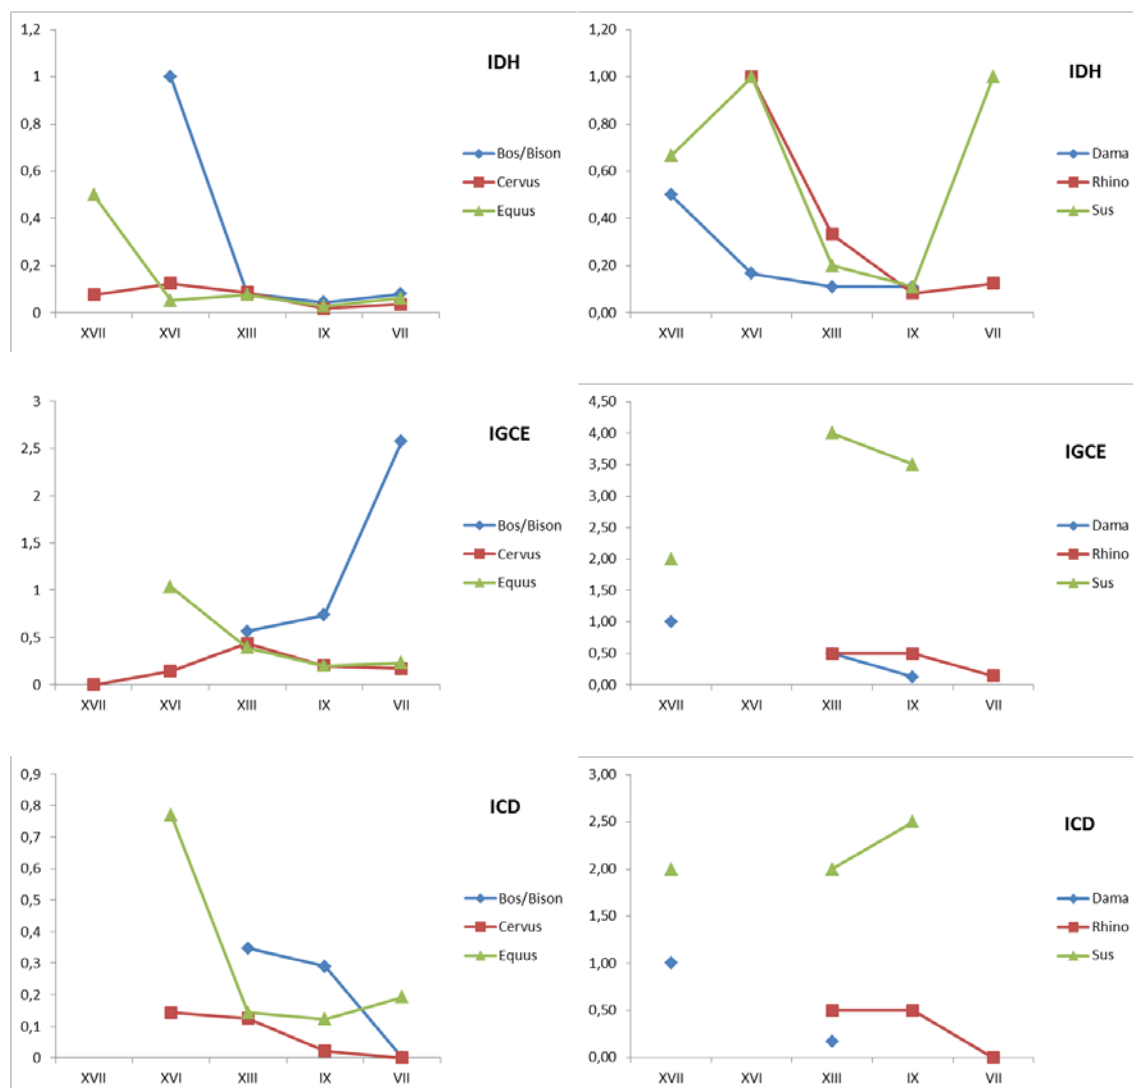 IDH
1,2
1
0,8
0,6
0,4
0,2
0
XVII XVI XIII IX VII
Bos/Bison
Cervus
Equus
IDH
1,20
1,00
0,80
0,60
0,40
0,20
0,00
XVII XVI XIII IX VII
Dama
Rhino
Sus
IGCE
3
2,5
2
1,5
1
0,5
0
XVII XVI XIII IX VII
Bos/Bison
Cervus
Equus
IGCE
4,50
4,00
3,50
3,00
2,50
2,00
1,50
1,00
0,50
0,00
XVII XVI XIII IX VII
Dama
Rhino
Sus
ICD
0,9
0,8
0,7
0,6
0,5
0,4
0,3
0,2
0,1
0
XVII XVI XIII IX VII
Bos/Bison
Cervus
Equus
ICD
3,00
2,50
2,00
1,50
1,00
0,50
0,00
XVII XVI XIII IX VII
Dama
Rhino
Sus